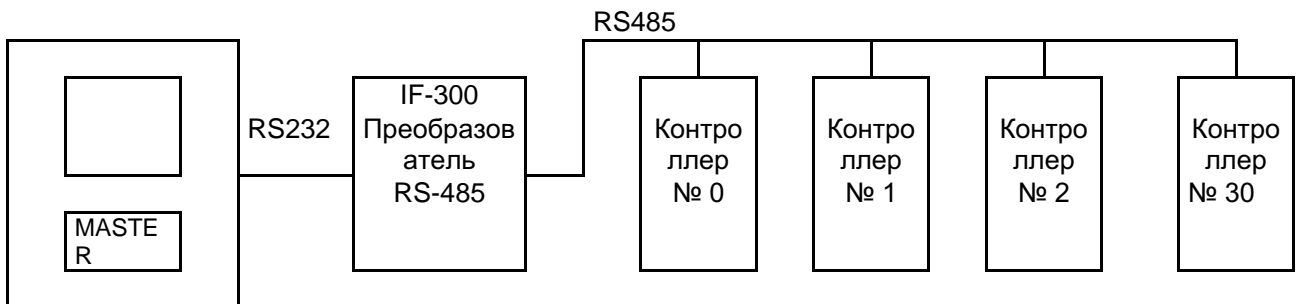 RS485
RS232
IF-300
Преобразов
атель
RS-485
Контро
ллер
№ 0
Контро
ллер
№ 1
Контро
ллер
№ 2
Контро
ллер
№ 30
MASTE
R